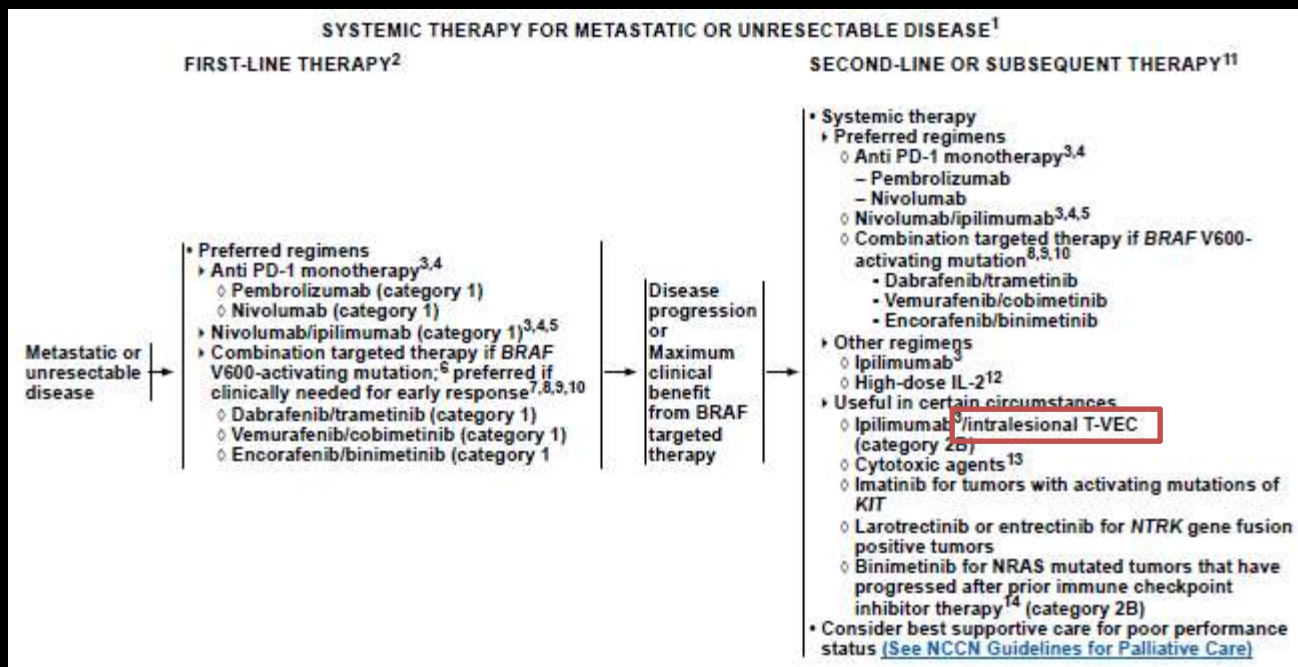 SYSTEMIC THERAPY FOR METASTATIC OR UNRESECTABLE DISEASE1
FIRST-LINE THERAPY2
Metastatic or
unresectable
disease
• Preferred regimens
‣ Anti PD-1 monotherapy3,4
◊ Pembrolizumab (category 1)
◊ Nivolumab (category 1)
‣ Nivolumab/ipilimumab (category 1)3,4,5
‣ Combination targeted therapy if BRAF
V600-activating mutation;6 preferred if
clinically needed for early response7,8,9,10
◊ Dabrafenib/trametinib (category 1)
◊ Vemurafenib/cobimetinib (category 1)
◊ Encorafenib/binimetinib (category 1
Disease
progression
or
Maximum
clinical
benefit
from BRAF
targeted
therapy
SECOND-LINE OR SUBSEQUENT THERAPY11
• Systemic therapy
‣ Preferred regimens
◊ Anti PD-1 monotherapy3,4
– Pembrolizumab
– Nivolumab
◊ Nivolumab/ipilimumab3,4,5
◊ Combination targeted therapy if BRAF V600-
activating mutation8,9,10
▪ Dabrafenib/trametinib
▪ Vemurafenib/cobimetinib
▪ Encorafenib/binimetinib
‣ Other regimens
◊ Ipilimumab3
◊ High-dose IL-212
‣ Useful in certain circumstances
◊ Ipilimumab3/intralesional T-VEC
(category 2B)
◊ Cytotoxic agents13
◊ Imatinib for tumors with activating mutations of
KIT
◊ Larotrectinib or entrectinib for NTRK gene fusion
positive tumors
◊ Binimetinib for NRAS mutated tumors that have
progressed after prior immune checkpoint
inhibitor therapy14 (category 2B)
• Consider best supportive care for poor performance
status (See NCCN Guidelines for Palliative Care)